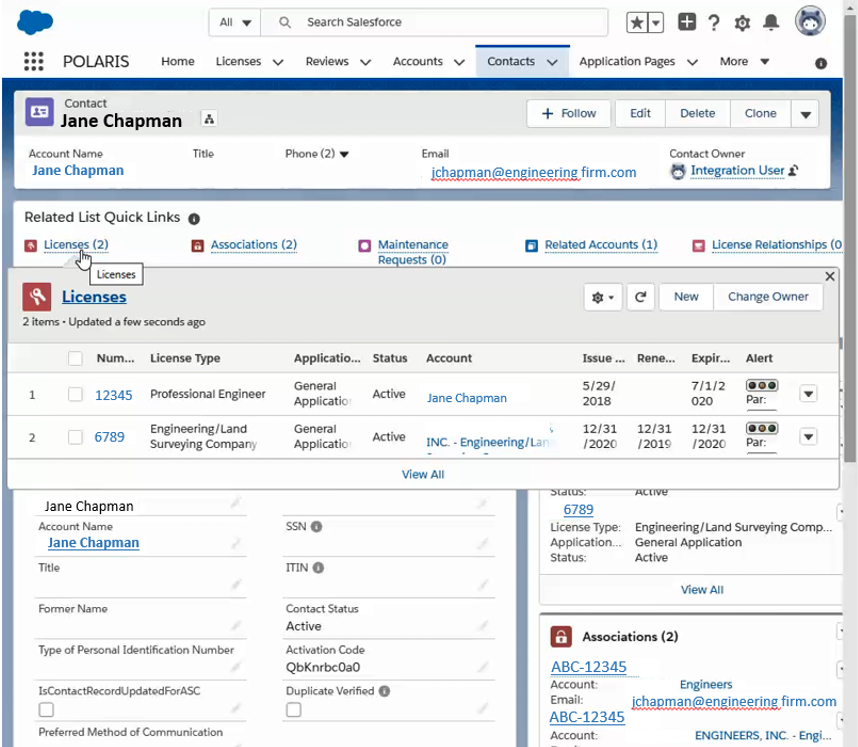 All
Search Salesforce
POLARIS
Home
Licenses
Reviews
Accounts
Contacts
Application Pages
More
Contact
Jane Chapman
Follow
Edit
Delete
Clone
Account Name
Title
Phone (2)
Email
Contact Owner
Jane Chapman
jchapman@engineering firm.com
Integration User
Related List Quick Links
Licenses (2)
Associations (2)
Maintenance
Requests (0)
Related Accounts (1)
License Relationships (0
Licenses
Licenses
2 items • Updated a few seconds ago
New
Change Owner
Num...
License Type
Applicatio...
Status
Account
Issue ...
Rene...
Expir...
Alert
1
12345
Professional Engineer
General
Applicatio
Active
Jane Chapman
5/29/
2018
7/1/2
020
Par:
2
6789
Engineering/Land
Surveying Company
General
Applicatio
Active
INC. - Engineering/Lan
12/31
/2020
12/31
/2019
12/31
/2020
Par:
View All
Jane Chapman
Account Name
Jane Chapman
Title
Former Name
Type of Personal Identification Number
IsContactRecordUpdatedForASC
Preferred Method of Communication
SSN
ITIN
Contact Status
Active
Activation Code
QbKnrbc0a0
Duplicate Verified
Status:
Active
6789
License Type:
Engineering/Land Surveying Comp...
Application...
General Application
Status:
Active
View All
Associations (2)
ABC-12345
Account:
Engineers
Email:
jchapman@engineering firm.com
ABC-12345
Account:
ENGINEERS, INC. - Engi...